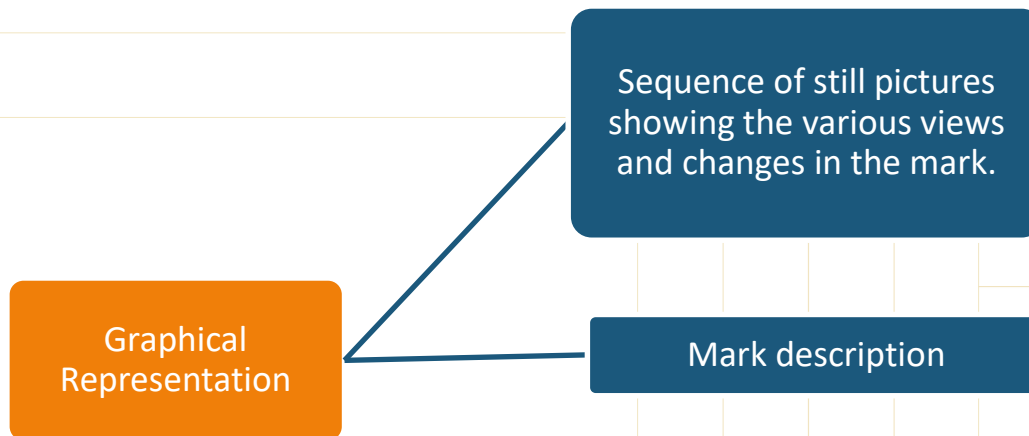 Sequence of still pictures
showing the various views
and changes in the mark.
Graphical
Representation
Mark description